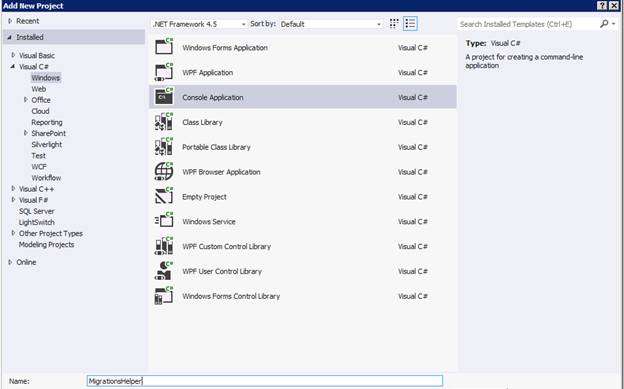 Add New Project
Recent
.NET Framework 4.5
Sort by:
Default
Search Installed Templates (Ctrl+E)
Installed
Visual Basic
Visual C#
Windows
Web
Office
Cloud
Reporting
SharePoint
Silverlight
Test
WCF
Workflow
Visual C++
Visual F#
SQL Server
LightSwitch
Other Project Types
Modeling Projects
Online
Windows Forms Application Visual C#
WPF Application Visual C#
Console Application Visual C#
Class Library Visual C#
Portable Class Library Visual C#
WPF Browser Application Visual C#
Empty Project Visual C#
Windows Service Visual C#
WPF Custom Control Library Visual C#
WPF User Control Library Visual C#
Windows Forms Control Library Visual C#
Type: Visual C#
A project for creating a command-line
application
Name: MigrationsHelper